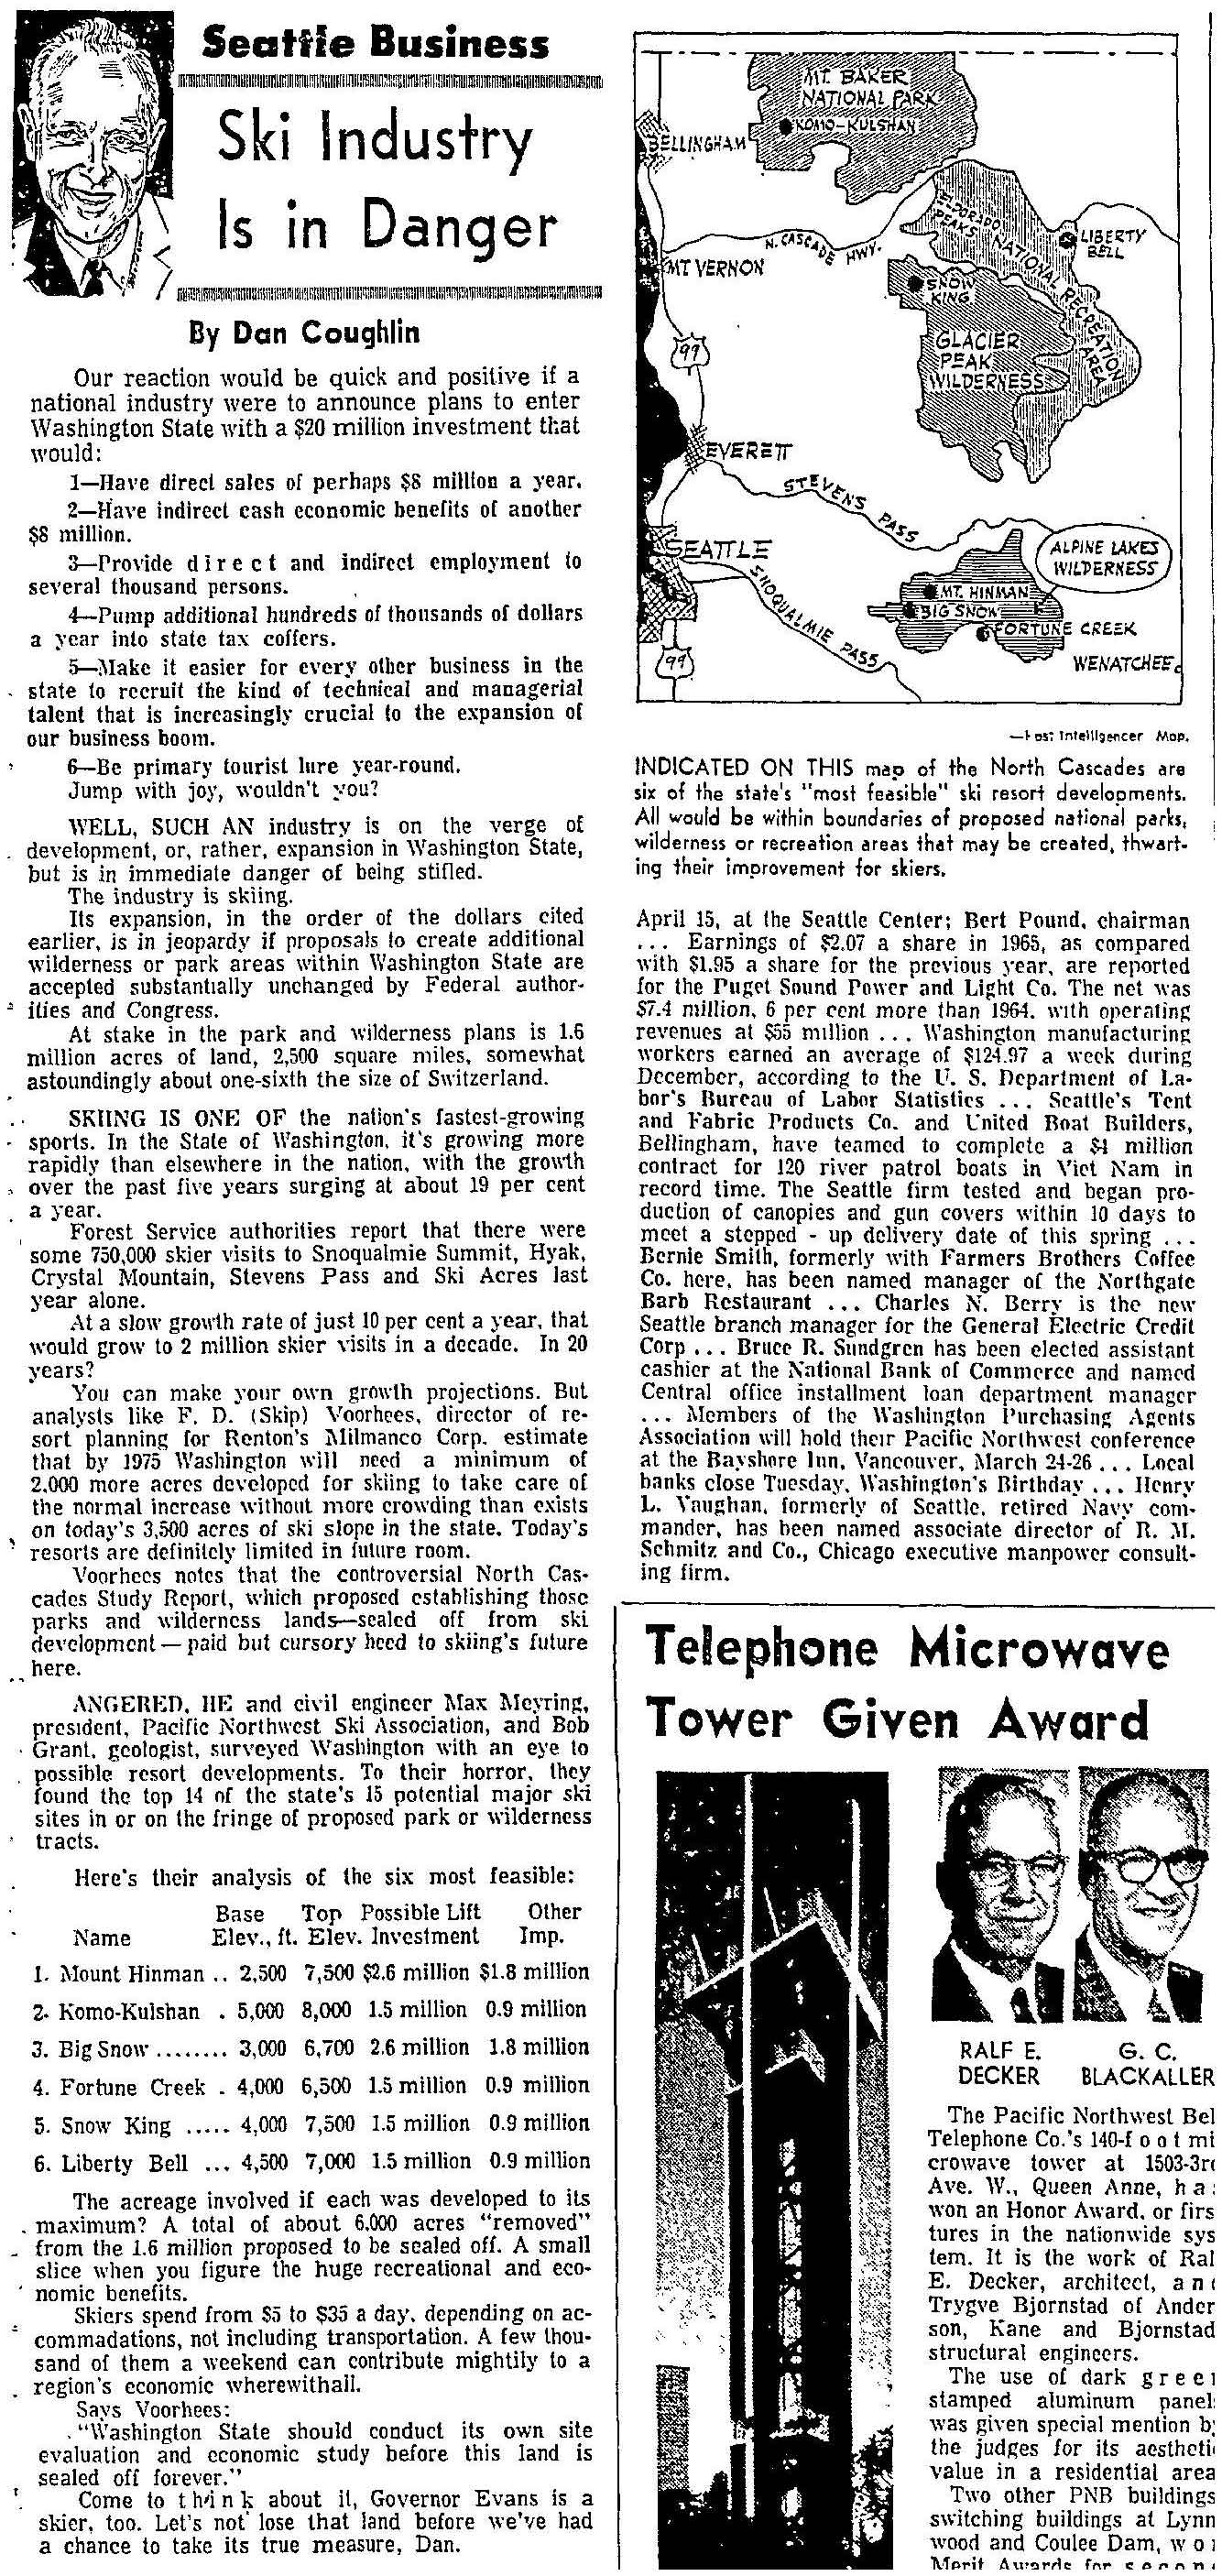 Seattle Business
Ski Industry
Is in Danger
By Dan Coughlin
Our reaction would be quick and positive if a
national industry were to announce plans to enter
Washington State with a $20 million investment that
would:
1—Have direct sales of perhaps $8 million a year.
2—Have indirect cash economic benefits of another
$8 million.
3—Provide direct and indirect employment to
several thousand persons.
4—Pump additional hundreds of thousands of dollars
a year into state tax coffers.
5—Make it easier for every other business in the
state to recruit the kind of technical and managerial
talent that is increasingly crucial to the expansion of
our business boom.
6—Be primary tourist lure year-round.
Jump with joy, wouldn't you?
WELL, SUCH AN industry is on the verge of
development, or, rather, expansion in Washington State,
but is in immediate danger of being stifled.
The industry is skiing.
Its expansion, in the order of the dollars cited
earlier, is in jeopardy if proposals to create additional
wilderness or park areas within Washington State are
accepted substantially unchanged by Federal author-
ities and Congress.
At stake in the park and wilderness plans is 1.6
million acres of land, 2,500 square miles, somewhat
astoundingly about one-sixth the size of Switzerland.
SKIING IS ONE OF the nation's fastest-growing
sports. In the State of Washington, it's growing more
rapidly than elsewhere in the nation, with the growth
over the past five years surging at about 19 per cent
a year.
Forest Service authorities report that there were
some 750,000 skier visits to Snoqualmie Summit, Hyak,
Crystal Mountain, Stevens Pass and Ski Acres last
year alone.
At a slow growth rate of just 10 per cent a year, that
would grow to 2 million skier visits in a decade. In 20
years?
You can make your own growth projections. But
analysts like F. D. (Skip) Voorhees, director of re-
sort planning for Renton's Milmanco Corp. estimate
that by 1975 Washington will need a minimum of
2,000 more acres developed for skiing to take care of
the normal increase without more crowding than exists
on today's 3,500 acres of ski slope in the state. Today's
resorts are definitely limited in future room.
Voorhees notes that the controversial North Cas-
cades Study Report, which proposed establishing those
parks and wilderness lands—sealed off from ski
development—paid but cursory heed to skiing's future
here.
ANGERED, HE and civil engineer Max Meyring,
president, Pacific Northwest Ski Association, and Bob
Grant, geologist, surveyed Washington with an eye to
possible resort developments. To their horror, they
found the top 14 of the state's 15 potential major ski
sites in or on the fringe of proposed park or wilderness
tracts.
Here's their analysis of the six most feasible:
Base Top Possible Lift Other
Name Elev., ft. Elev. Investment Imp.
1. Mount Hinman .. 2,500 7,500 $2.6 million $1.8 million
2. Komo-Kulshan . 5,000 8,000 1.5 million 0.9 million
3. Big Snow ........ 3,000 6,700 2.6 million 1.8 million
4. Fortune Creek . 4,000 6,500 1.5 million 0.9 million
5. Snow King ..... 4,000 7,500 1.5 million 0.9 million
6. Liberty Bell ... 4,500 7,000 1.5 million 0.9 million
The acreage involved if each was developed to its
maximum? A total of about 6,000 acres "removed"
from the 1.6 million proposed to be sealed off. A small
slice when you figure the huge recreational and eco-
nomic benefits.
Skiers spend from $5 to $35 a day, depending on ac-
commadations, not including transportation. A few thou-
sand of them a weekend can contribute mightily to a
region's economic wherewithall.
Says Voorhees:
"Washington State should conduct its own site
evaluation and economic study before this land is
sealed off forever."
Come to think about it, Governor Evans is a
skier, too. Let's not lose that land before we've had
a chance to take its true measure, Dan.
MT. BAKER
NATIONAL PARK
KOMO-KULSHAN
BELLINGHAM
ELDORADO
PEAKS
NATIONAL RECREATION
AREA
LIBERTY
BELL
N. CASCADE HWY.
MT VERNON
SNOW
KING
GLACIER
PEAK
WILDERNESS
99
EVERETT
STEVENS PASS
SEATTLE
SNOQUALMIE PASS
ALPINE LAKES
WILDERNESS
MT. HINMAN
BIG SNOW
FORTUNE CREEK
99
WENATCHEE
—Post Intelligencer Map.
INDICATED ON THIS map of the North Cascades are
six of the state's "most feasible" ski resort developments.
All would be within boundaries of proposed national parks,
wilderness or recreation areas that may be created, thwart-
ing their improvement for skiers.
April 15, at the Seattle Center; Bert Pound, chairman
... Earnings of $2.07 a share in 1965, as compared
with $1.95 a share for the previous year, are reported
for the Puget Sound Power and Light Co. The net was
$7.4 million, 6 per cent more than 1964, with operating
revenues at $55 million ... Washington manufacturing
workers earned an average of $124.97 a week during
December, according to the U. S. Department of La-
bor's Bureau of Labor Statistics ... Seattle's Tent
and Fabric Products Co. and United Boat Builders,
Bellingham, have teamed to complete a $4 million
contract for 120 river patrol boats in Viet Nam in
record time. The Seattle firm tested and began pro-
duction of canopies and gun covers within 10 days to
meet a stepped - up delivery date of this spring ...
Bernie Smith, formerly with Farmers Brothers Coffee
Co. here, has been named manager of the Northgate
Barb Restaurant ... Charles N. Berry is the new
Seattle branch manager for the General Electric Credit
Corp ... Bruce R. Sundgren has been elected assistant
cashier at the National Bank of Commerce and named
Central office installment loan department manager
... Members of the Washington Purchasing Agents
Association will hold their Pacific Northwest conference
at the Bayshore Inn, Vancouver, March 24-26 ... Local
banks close Tuesday, Washington's Birthday ... Henry
L. Vaughan, formerly of Seattle, retired Navy com-
mander, has been named associate director of R. M.
Schmitz and Co., Chicago executive manpower consult-
ing firm.
Telephone Microwave
Tower Given Award
RALF E.
DECKER
G. C.
BLACKALLER
The Pacific Northwest Bel
Telephone Co.'s 140-foot mi
crowave tower at 1503-3rd
Ave. W., Queen Anne, has
won an Honor Award, or firs
tures in the nationwide sys
tem. It is the work of Ral
E. Decker, architect, and
Trygve Bjornstad of Ander
son, Kane and Bjornstad
structural engineers.
The use of dark green
stamped aluminum panel
was given special mention b
the judges for its aestheti
value in a residential area
Two other PNB buildings
switching buildings at Lynn
wood and Coulee Dam, wo
Merit Awards for second